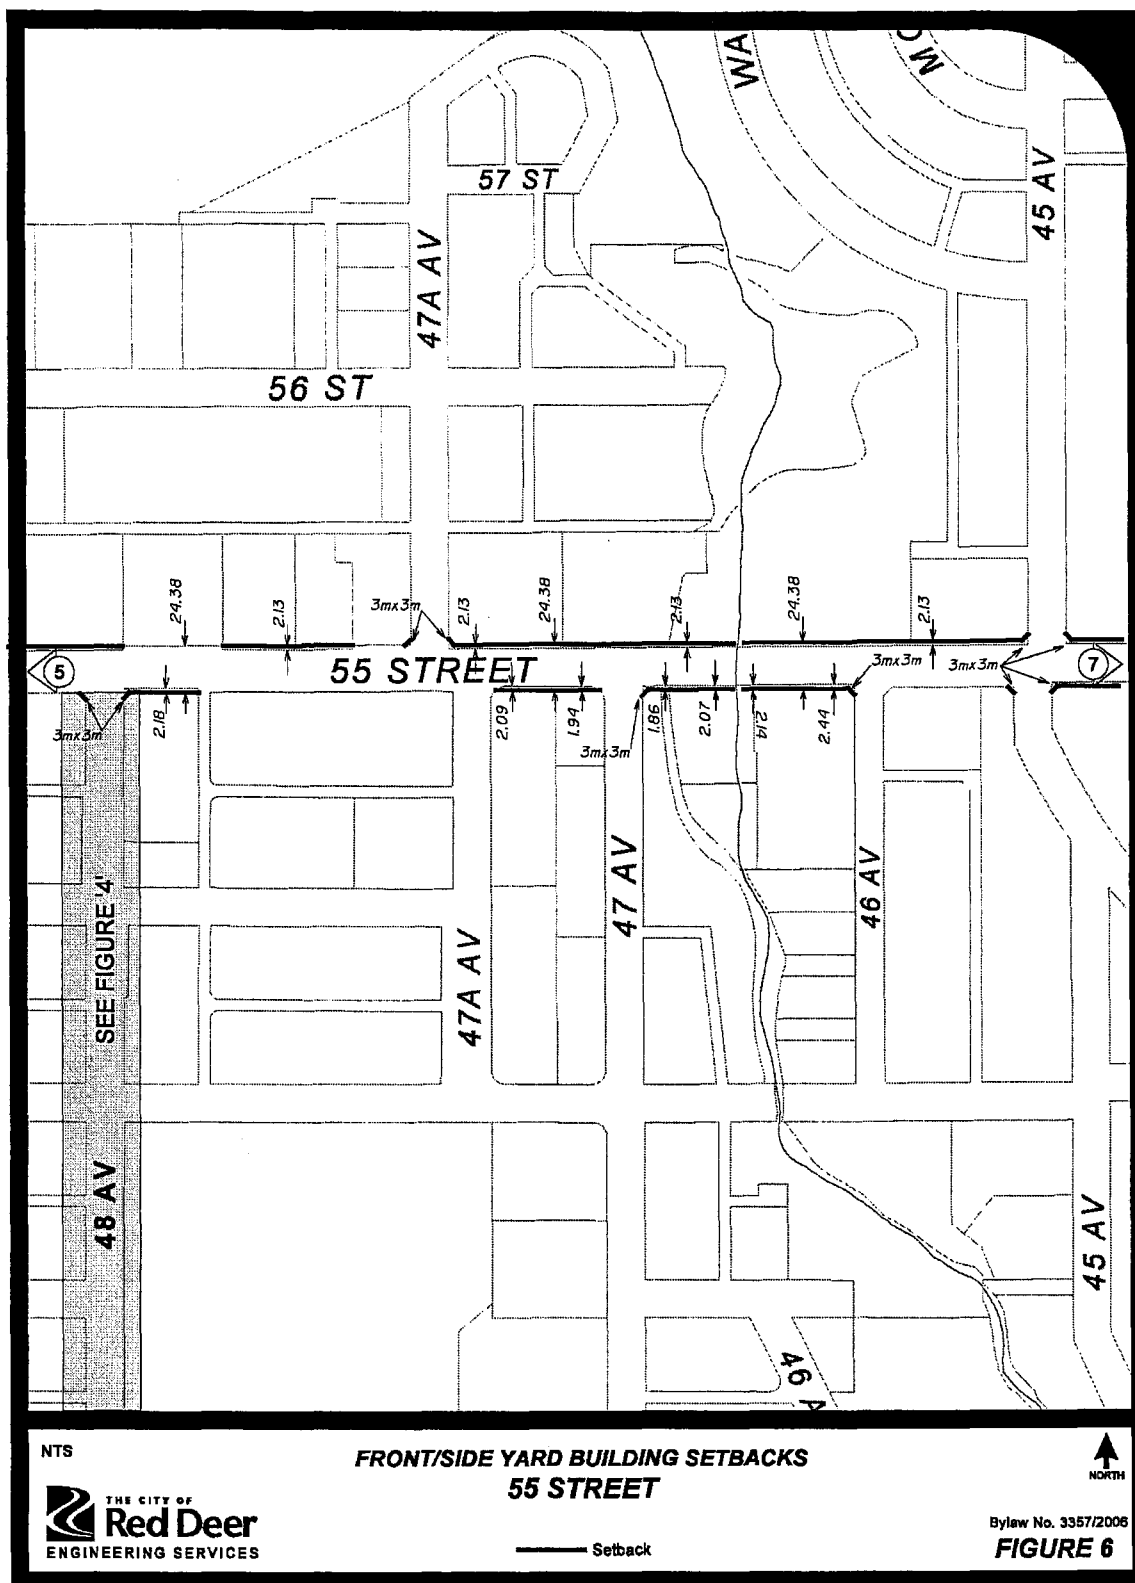 WA
MO
57 ST
45 AV
47A AV
56 ST
24.38
2.13
3mx3m
2.13
24.38
2.13
24.38
2.13
5
55 STREET
3mx3m
3mx3m
7
3mx3m
2.18
2.09
1.94
3mx3m
1.86
2.07
2.14
2.44
SEE FIGURE '4'
47A AV
47 AV
46 AV
48 AV
45 AV
46 A
NTS
FRONT/SIDE YARD BUILDING SETBACKS
55 STREET
NORTH
THE CITY OF
Red Deer
ENGINEERING SERVICES
Setback
Bylaw No. 3357/2006
FIGURE 6